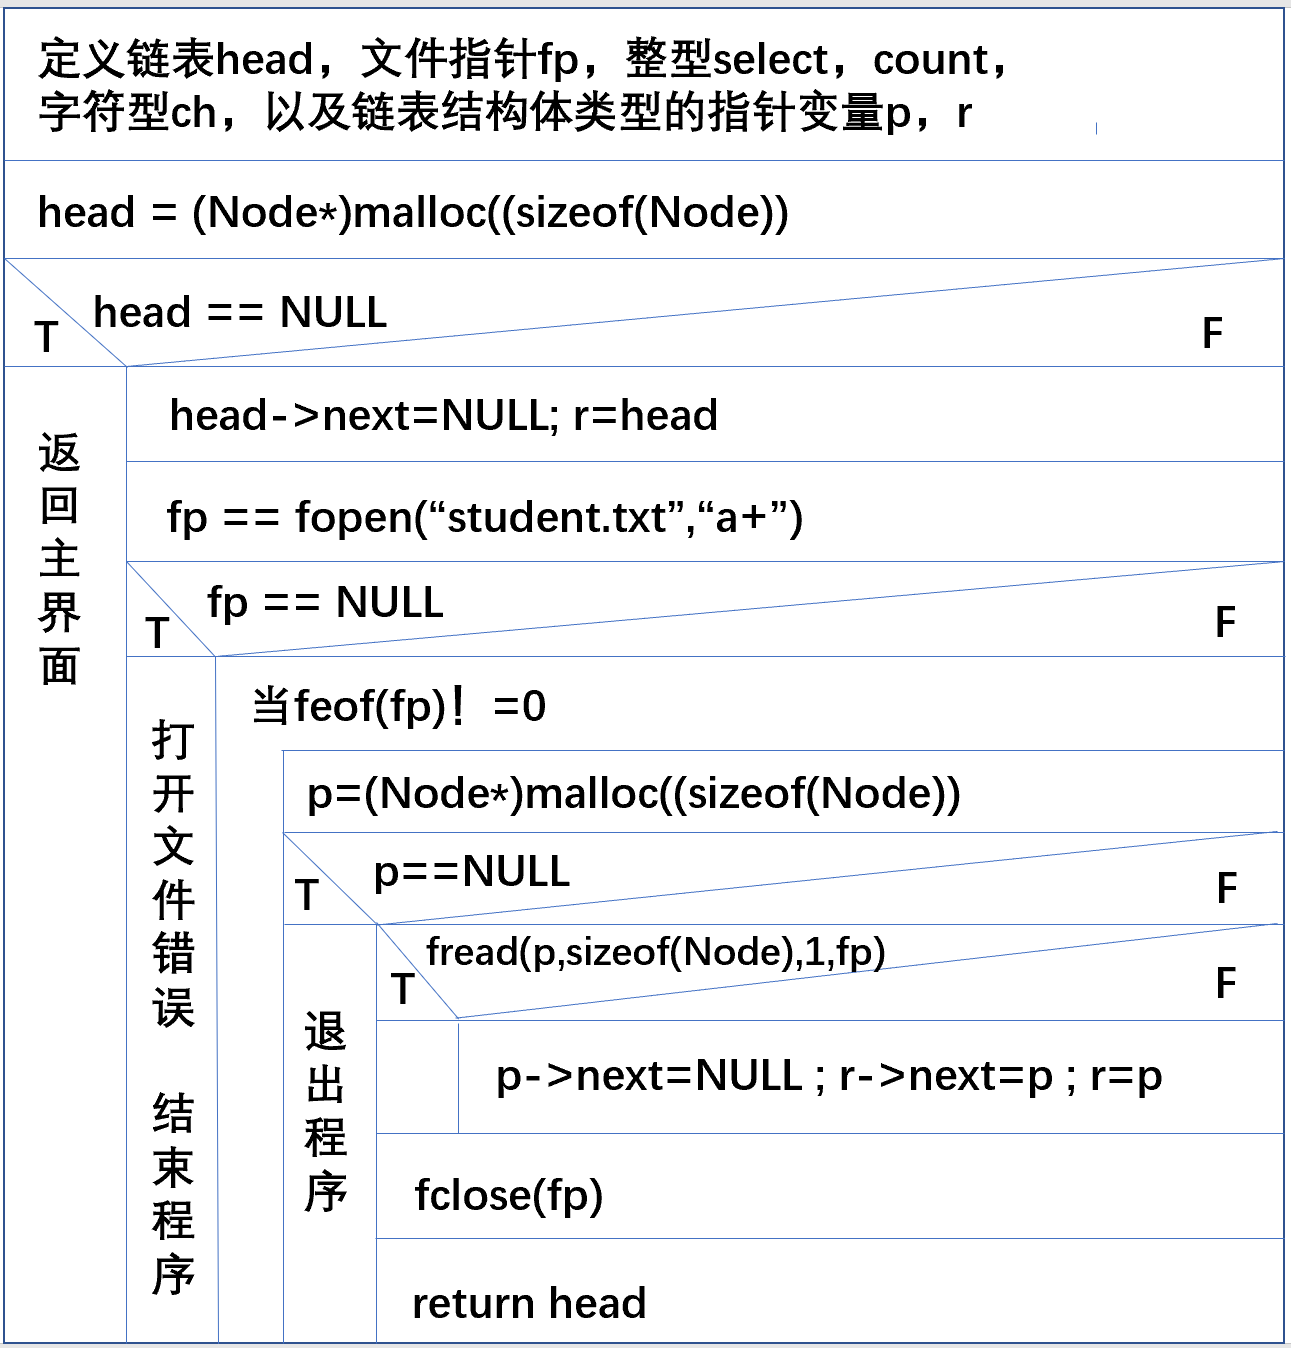 定义链表head，文件指针fp，整型select，count，
字符型ch，以及链表结构体类型的指针变量p，r
head = (Node*)malloc((sizeof(Node))
head == NULL
T
F
返回主界面
head->next=NULL; r=head
fp == fopen(“student.txt”,“a+”)
fp == NULL
T
F
打开文件错误 结束程序
当feof(fp)！=0
p=(Node*)malloc((sizeof(Node))
p==NULL
T
F
退出程序
fread(p,sizeof(Node),1,fp)
T
F
p->next=NULL ; r->next=p ; r=p
fclose(fp)
return head